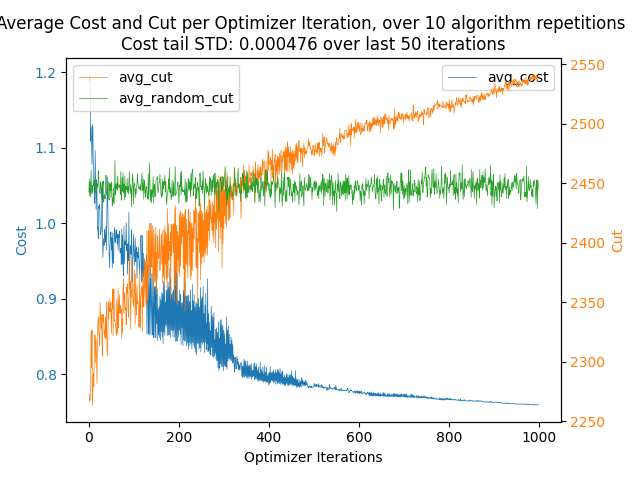 Average Cost and Cut per Optimizer Iteration, over 10 algorithm repetitions
Cost tail STD: 0.000476 over last 50 iterations
avg_cut
avg_random_cut
avg_cost
1.2
1.1
1.0
0.9
0.8
Cost
2550
2500
2450
2400
2350
2300
2250
Cut
0 200 400 600 800 1000
Optimizer Iterations